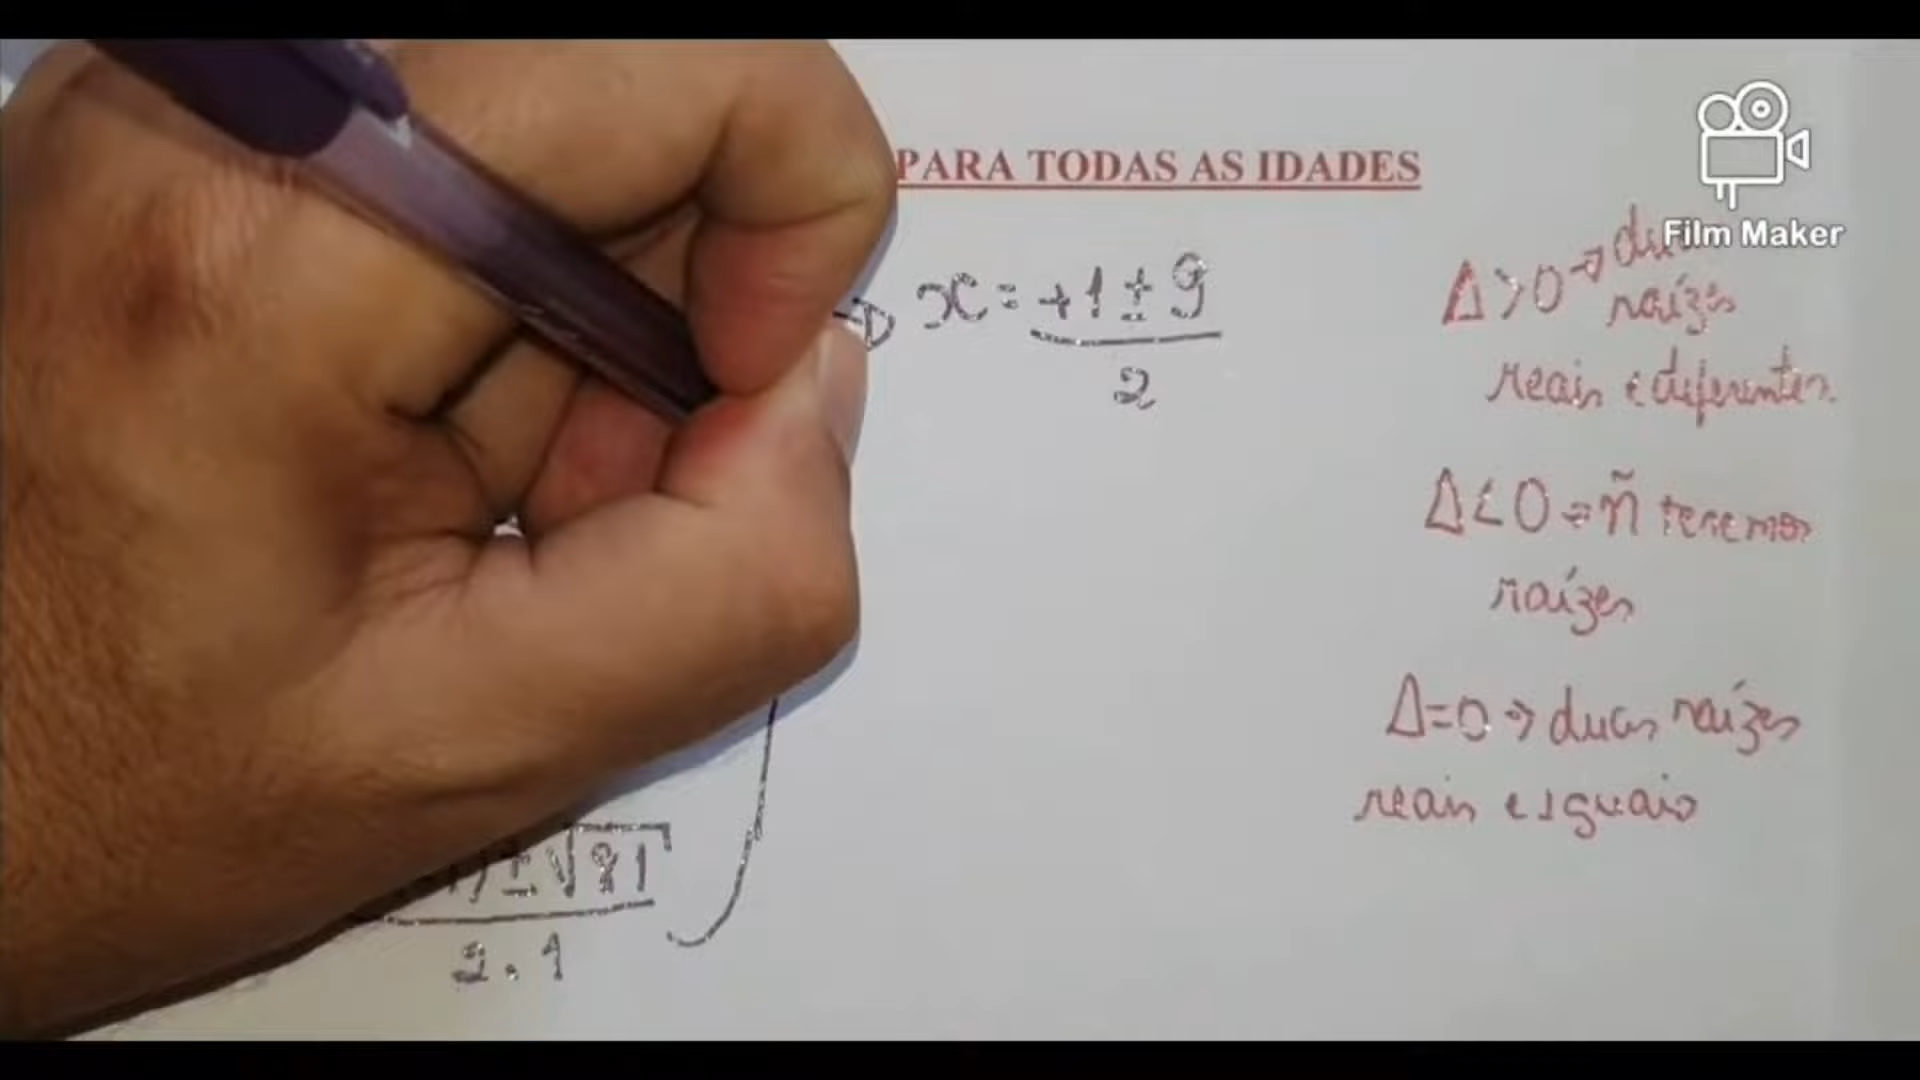 PARA TODAS AS IDADES
Film Maker
x = +1 ± 9
2
Δ>0 → duas
raízes
reais e diferentes.
Δ<0 → ñ teremos
raízes
Δ=0 → duas raízes
reais e iguais
1) ± √81
2 . 1